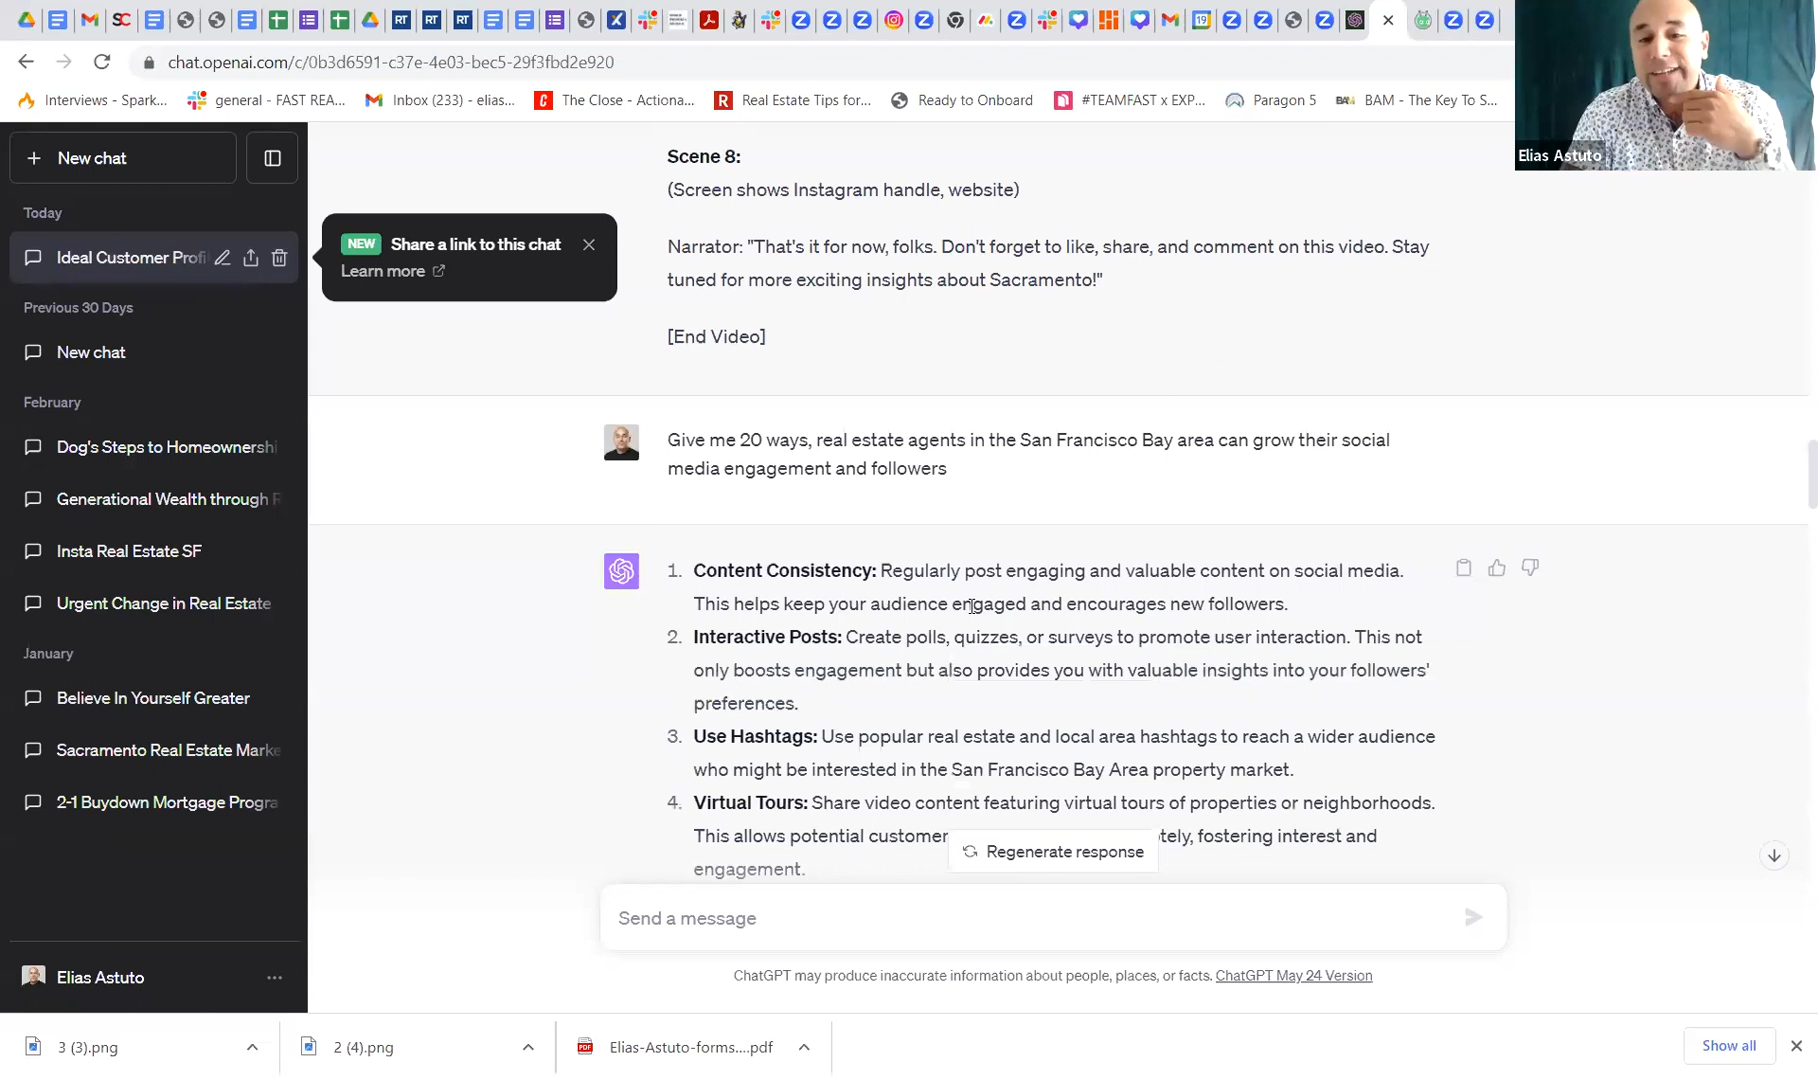 chat.openai.com/c/0b3d6591-c37e-4e03-bec5-29f3fbd2e920
Interviews - Spark...
general - FAST REA...
Inbox (233) - elias...
The Close - Actiona...
Real Estate Tips for...
Ready to Onboard
#TEAMFAST x EXP...
Paragon 5
BAM - The Key To S...
Elias Astuto
New chat
Today
Ideal Customer Profi
Previous 30 Days
New chat
February
Dog's Steps to Homeownershi
Generational Wealth through R
Insta Real Estate SF
Urgent Change in Real Estate
January
Believe In Yourself Greater
Sacramento Real Estate Marke
2-1 Buydown Mortgage Progra
Elias Astuto
NEW Share a link to this chat
Learn more
Scene 8:
(Screen shows Instagram handle, website)
Narrator: "That's it for now, folks. Don't forget to like, share, and comment on this video. Stay
tuned for more exciting insights about Sacramento!"
[End Video]
Give me 20 ways, real estate agents in the San Francisco Bay area can grow their social
media engagement and followers
1. Content Consistency: Regularly post engaging and valuable content on social media.
This helps keep your audience engaged and encourages new followers.
2. Interactive Posts: Create polls, quizzes, or surveys to promote user interaction. This not
only boosts engagement but also provides you with valuable insights into your followers'
preferences.
3. Use Hashtags: Use popular real estate and local area hashtags to reach a wider audience
who might be interested in the San Francisco Bay Area property market.
4. Virtual Tours: Share video content featuring virtual tours of properties or neighborhoods.
This allows potential customer
tely, fostering interest and
engagement.
Regenerate response
Send a message
ChatGPT may produce inaccurate information about people, places, or facts. ChatGPT May 24 Version
3 (3).png
2 (4).png
Elias-Astuto-forms....pdf
Show all